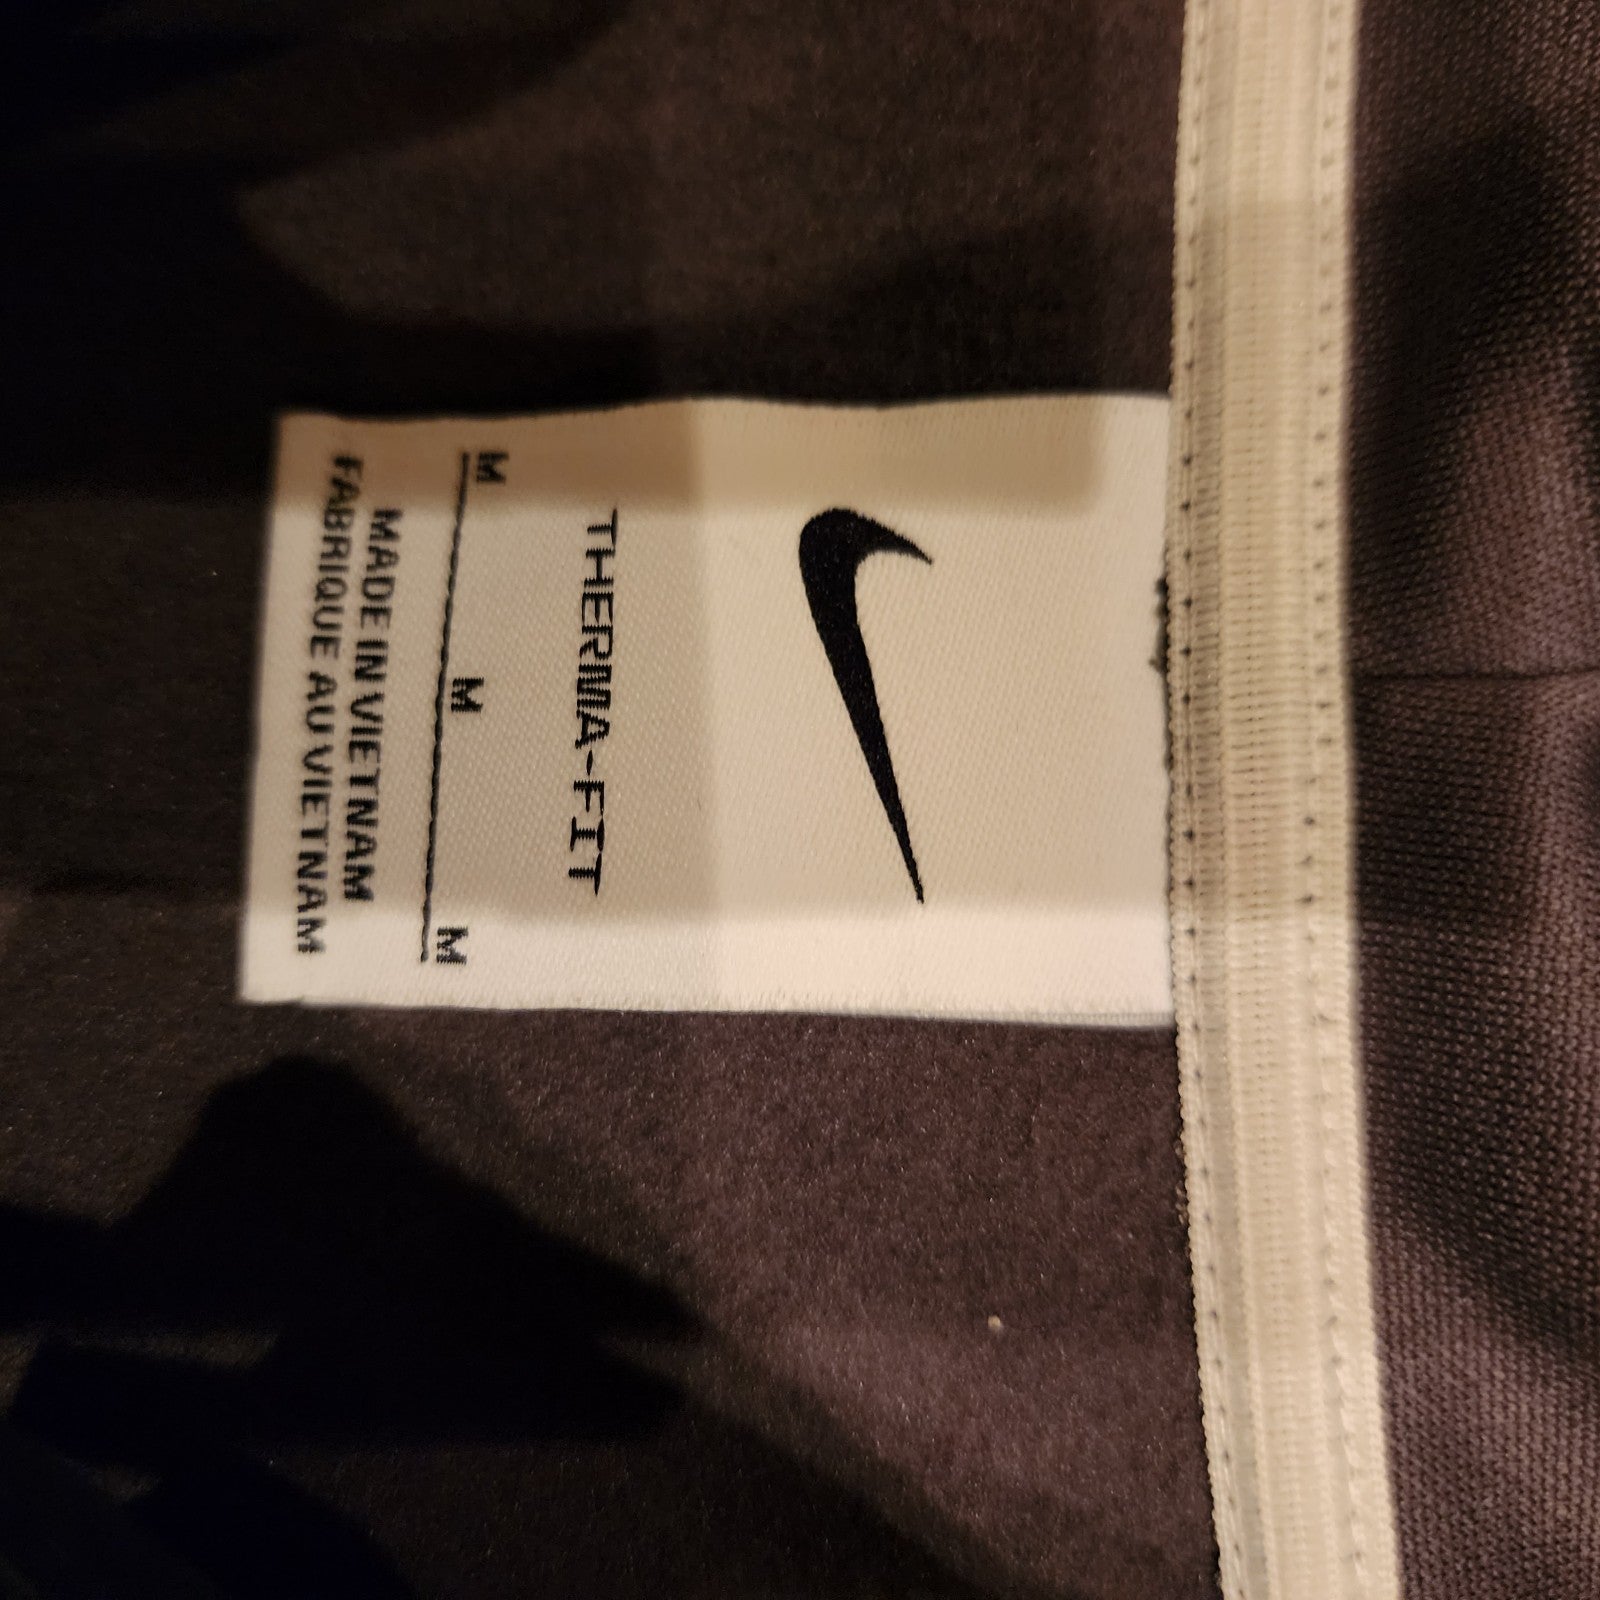 THERMA-FIT
M M M
MADE IN VIETNAM
FABRIQUE AU VIETNAM